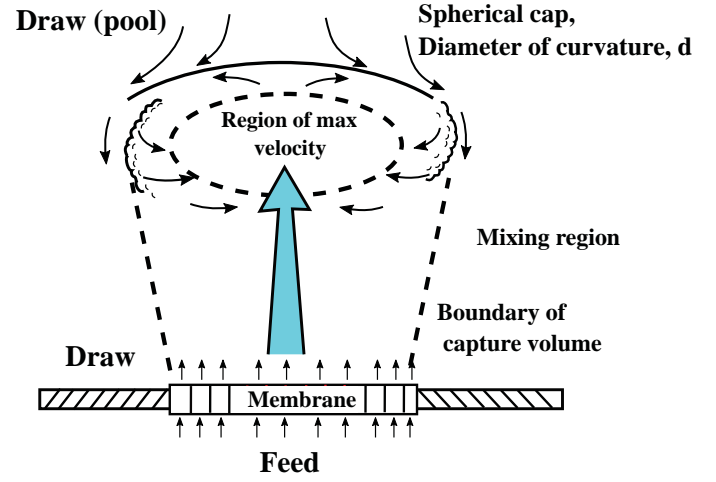 Draw (pool)
Spherical cap,
Diameter of curvature, d
Region of max
velocity
Mixing region
Boundary of
capture volume
Draw
Membrane
Feed